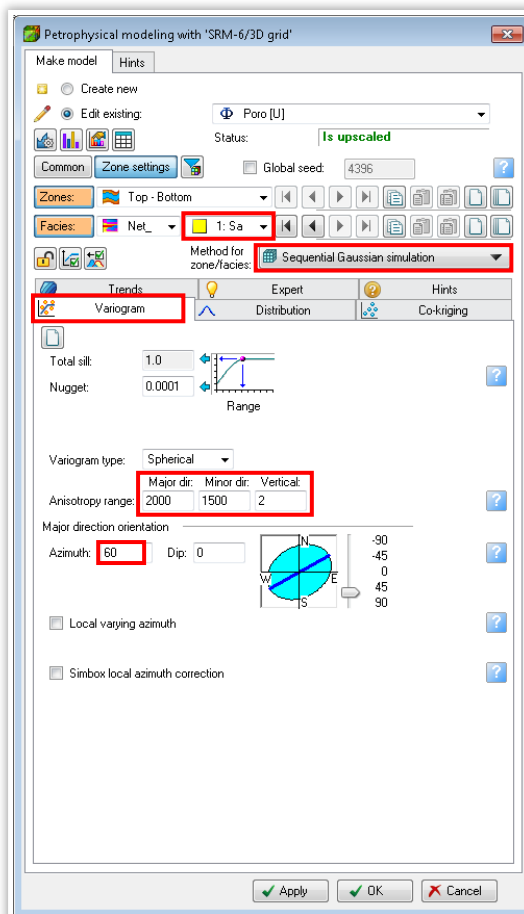 Petrophysical modeling with 'SRM-6/3D grid'
Make model Hints
Create new
Edit existing: Φ Poro [U]
Status: Is upscaled
Common Zone settings Global seed: 4396 ?
Zones: Top - Bottom
Facies: Net_ 1: Sa
Method for
zone/facies: Sequential Gaussian simulation
Trends Expert ? Hints
Variogram Distribution Co-kriging
Total sill: 1.0
Nugget: 0.0001 ?
Range
Variogram type: Spherical
Major dir: Minor dir: Vertical:
Anisotropy range: 2000 1500 2 ?
Major direction orientation
Azimuth: 60 Dip: 0 ?
N
W E
S
-90
-45
0
45
90
Local varying azimuth ?
Simbox local azimuth correction ?
Apply OK Cancel